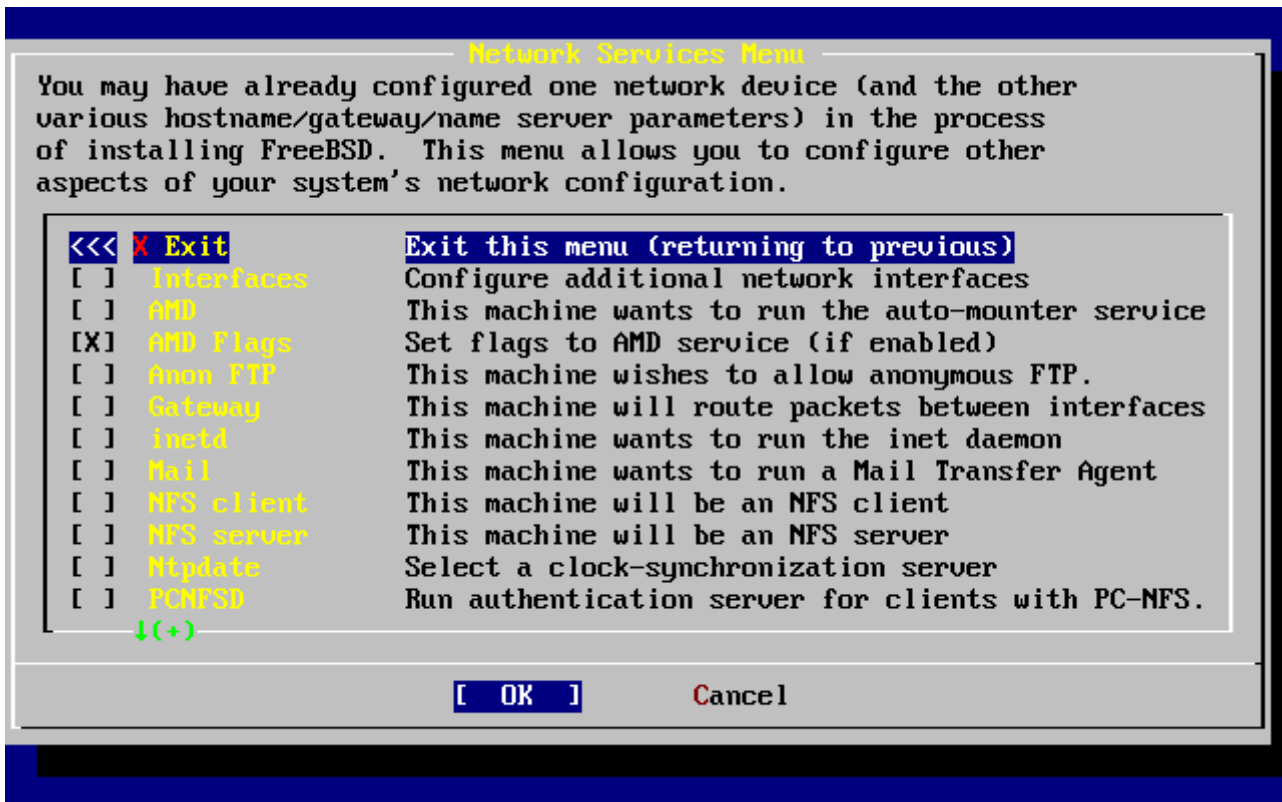 Network Services Menu
You may have already configured one network device (and the other
various hostname/gateway/name server parameters) in the process
of installing FreeBSD.  This menu allows you to configure other
aspects of your system's network configuration.
<<< X Exit Exit this menu (returning to previous)
[ ] Interfaces Configure additional network interfaces
[ ] AMD This machine wants to run the auto-mounter service
[X] AMD Flags Set flags to AMD service (if enabled)
[ ] Anon FTP This machine wishes to allow anonymous FTP.
[ ] Gateway This machine will route packets between interfaces
[ ] inetd This machine wants to run the inet daemon
[ ] Mail This machine wants to run a Mail Transfer Agent
[ ] NFS client This machine will be an NFS client
[ ] NFS server This machine will be an NFS server
[ ] Ntpdate Select a clock-synchronization server
[ ] PCNFSD Run authentication server for clients with PC-NFS.
↓(+)
[ OK ] Cancel